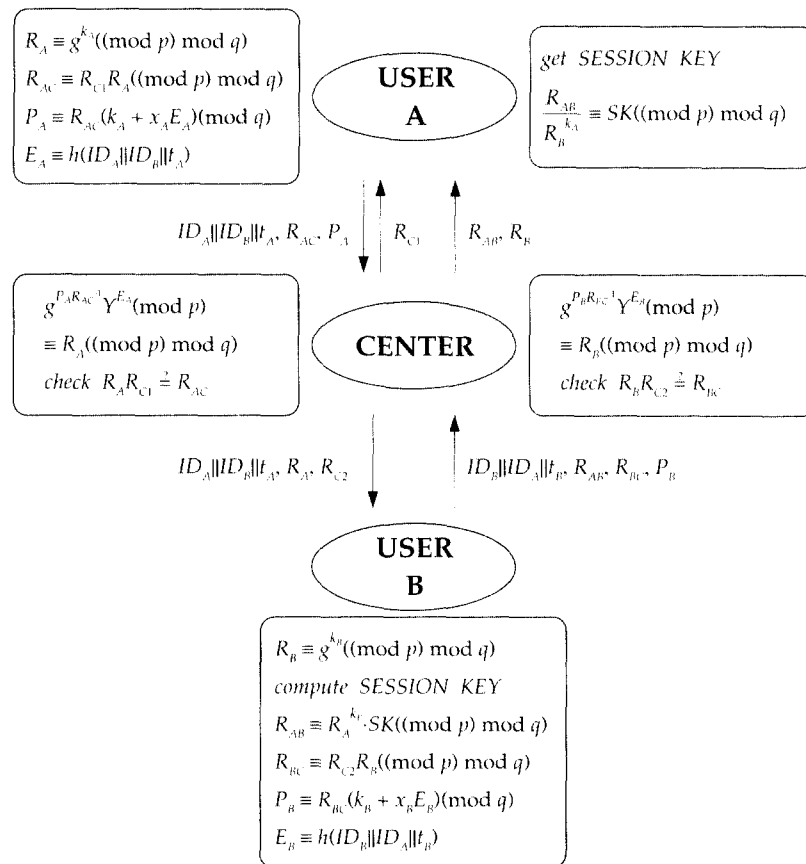 R_A ≡ g^{k_A}((mod p) mod q)
R_{AC} ≡ R_{C1}R_A((mod p) mod q)
P_A ≡ R_{AC}(k_A + x_A E_A)(mod q)
E_A ≡ h(ID_A||ID_B||t_A)
USER
A
get SESSION KEY
R_{AB}
R_B^{k_A}
≡ SK((mod p) mod q)
ID_A||ID_B||t_A, R_{AC}, P_A
R_{C1}
R_{AB}, R_B
g^{P_A R_{AC}^{-1}} Y^{E_A}(mod p)
≡ R_A((mod p) mod q)
check R_A R_{C1} ≟ R_{AC}
CENTER
g^{P_B R_{BC}^{-1}} Y^{E_B}(mod p)
≡ R_B((mod p) mod q)
check R_B R_{C2} ≟ R_{BC}
ID_A||ID_B||t_A, R_A, R_{C2}
ID_B||ID_A||t_B, R_{AB}, R_{BC}, P_B
USER
B
R_B ≡ g^{k_B}((mod p) mod q)
compute SESSION KEY
R_{AB} ≡ R_A^{k_B}·SK((mod p) mod q)
R_{BC} ≡ R_{C2}R_B((mod p) mod q)
P_B ≡ R_{BC}(k_B + x_B E_B)(mod q)
E_B ≡ h(ID_B||ID_A||t_B)